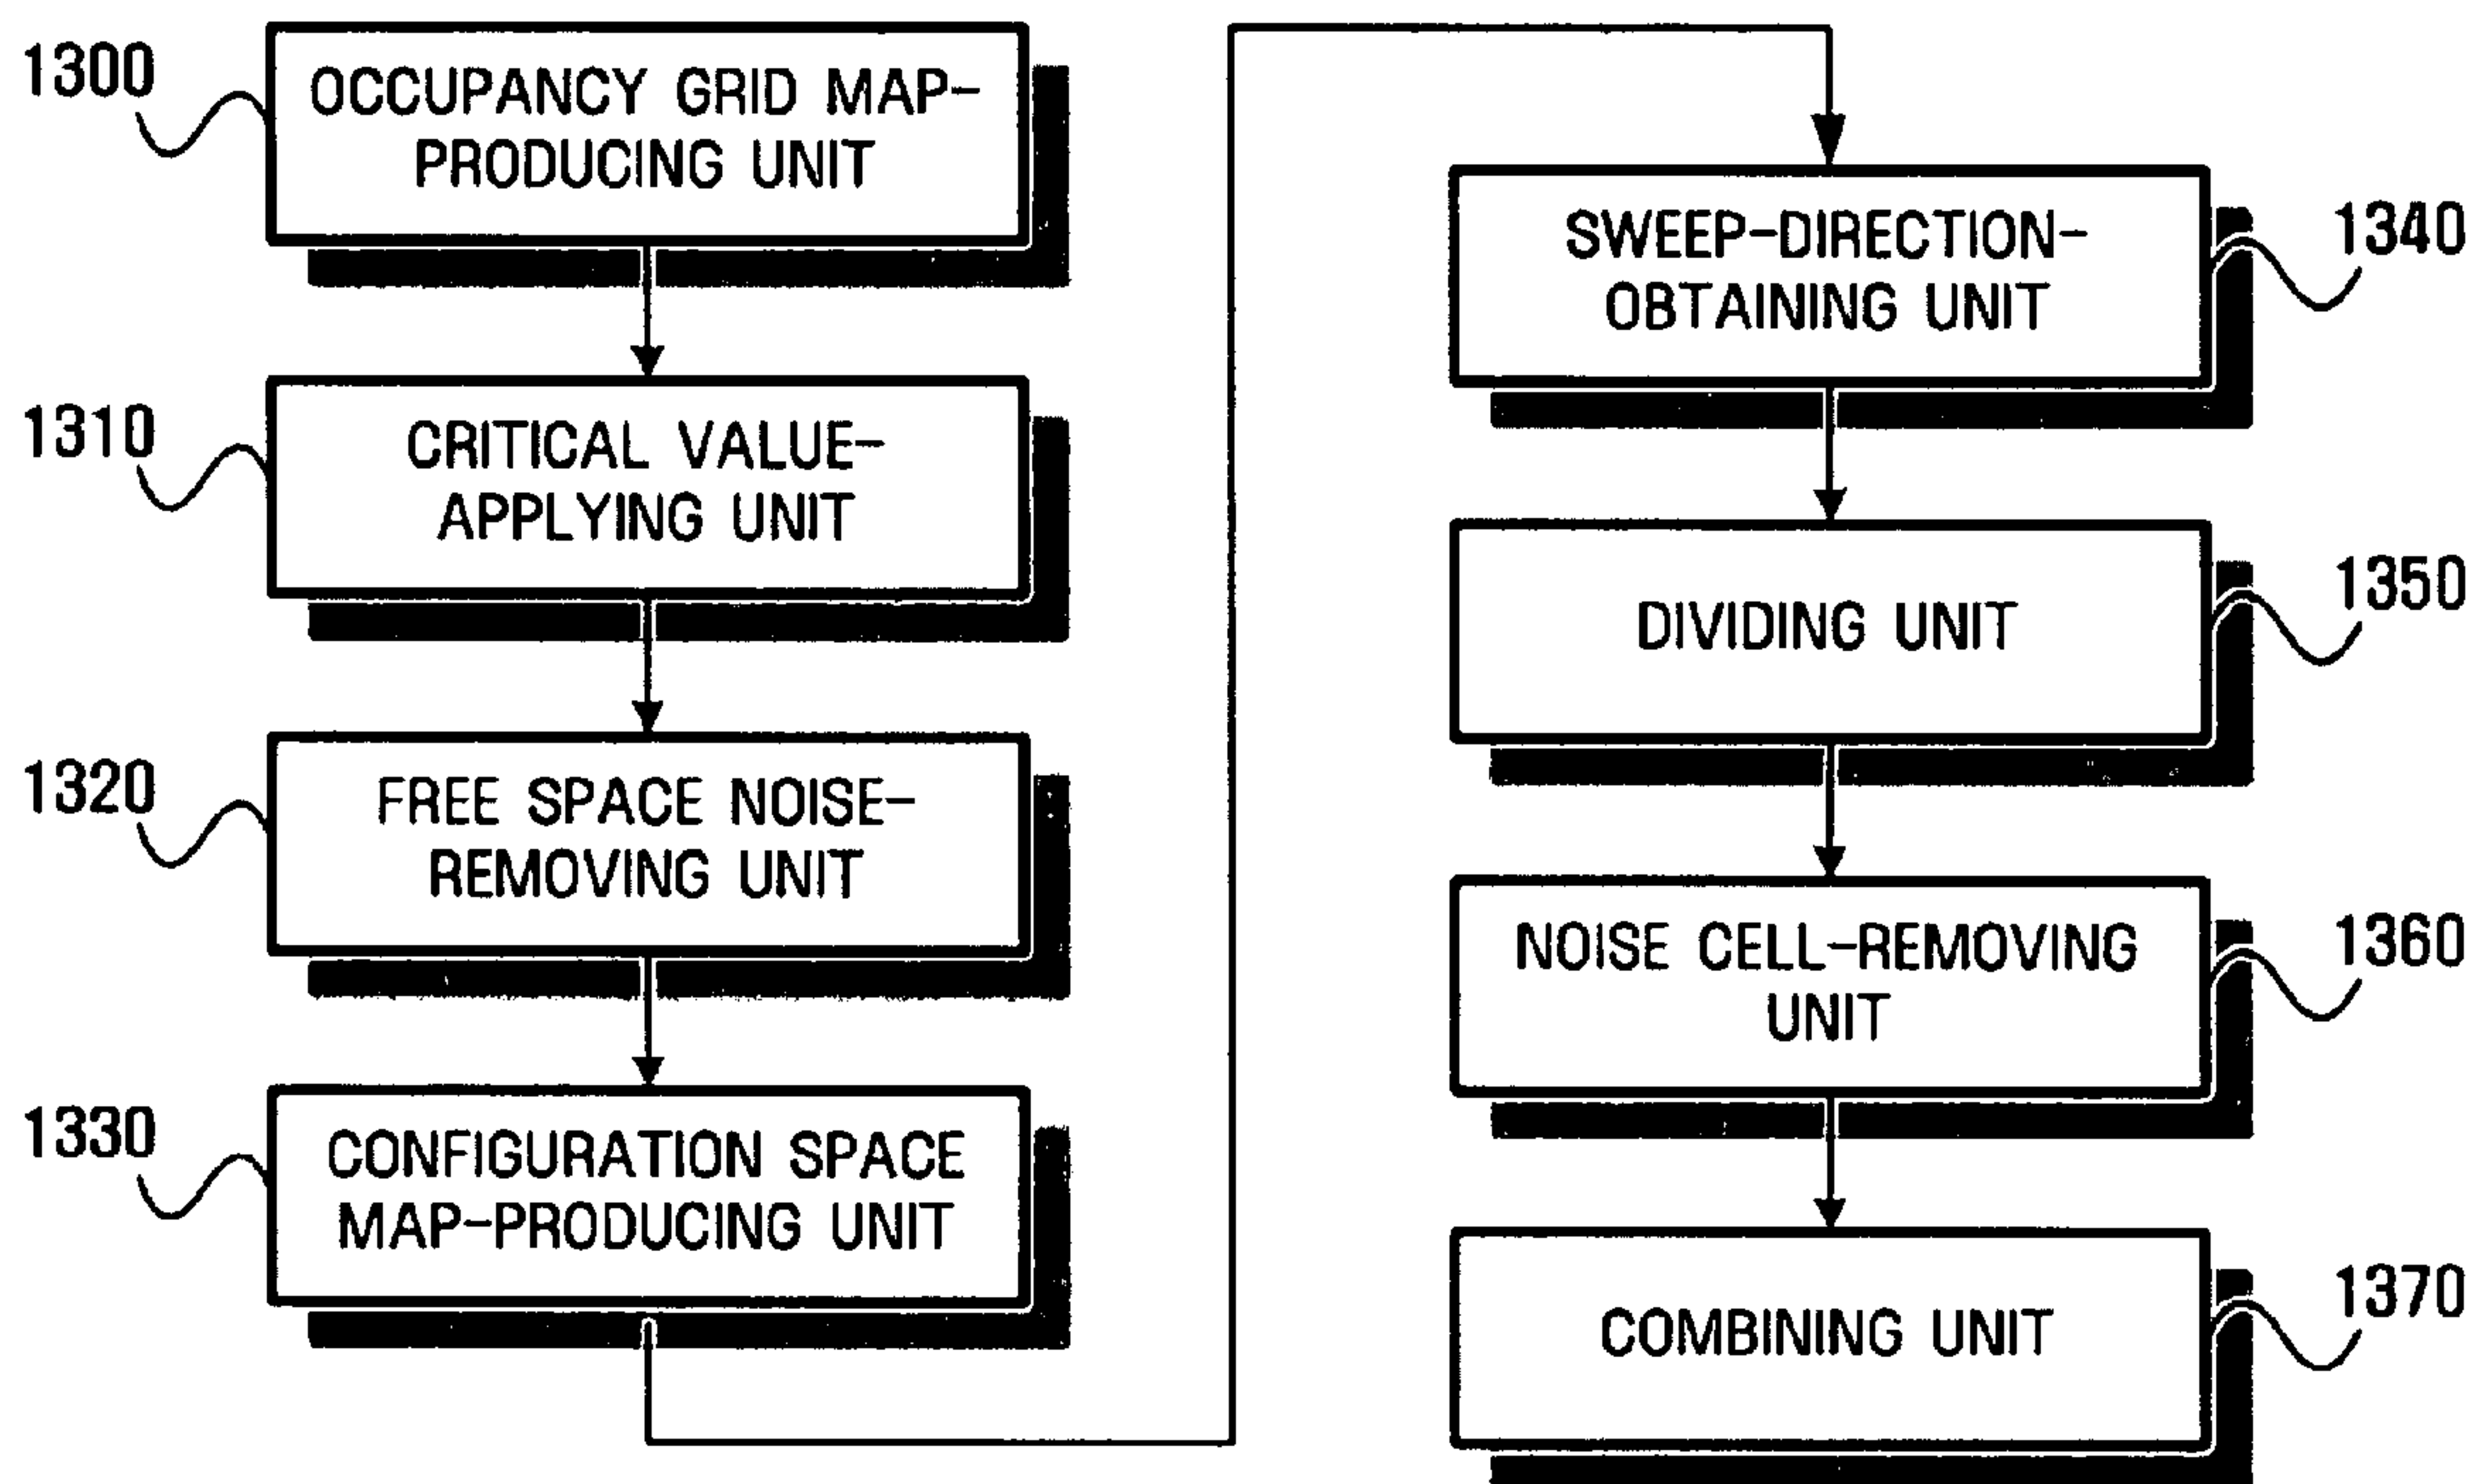 1300
OCCUPANCY GRID MAP-
PRODUCING UNIT
1310
CRITICAL VALUE-
APPLYING UNIT
1320
FREE SPACE NOISE-
REMOVING UNIT
1330
CONFIGURATION SPACE
MAP-PRODUCING UNIT
SWEEP-DIRECTION-
OBTAINING UNIT
1340
DIVIDING UNIT
1350
NOISE CELL-REMOVING
UNIT
1360
COMBINING UNIT
1370